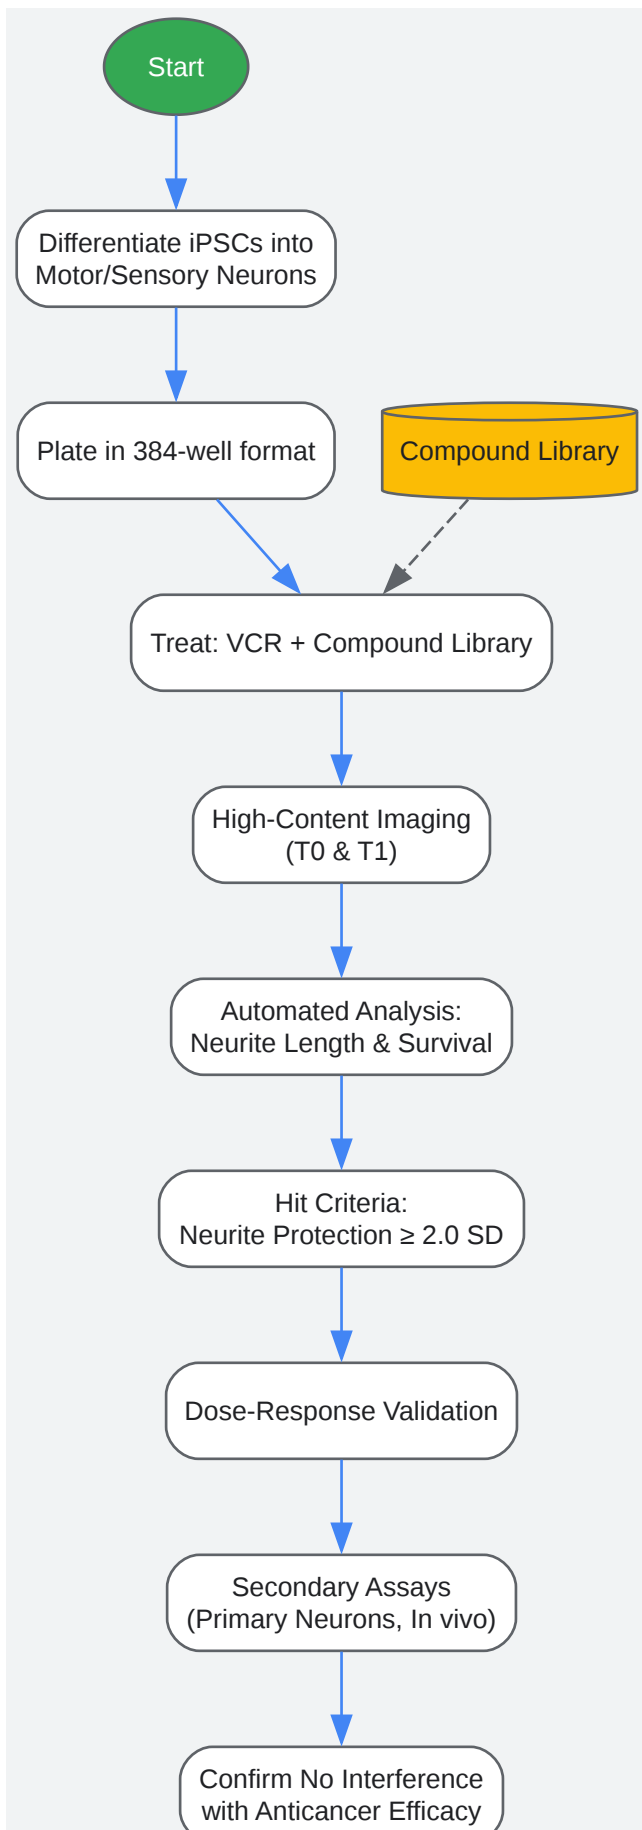 Start
Differentiate iPSCs into
Motor/Sensory Neurons
Plate in 384-well format
Compound Library
Treat: VCR + Compound Library
High-Content Imaging
(T0 & T1)
Automated Analysis:
Neurite Length & Survival
Hit Criteria:
Neurite Protection ≥ 2.0 SD
Dose-Response Validation
Secondary Assays
(Primary Neurons, In vivo)
Confirm No Interference
with Anticancer Efficacy